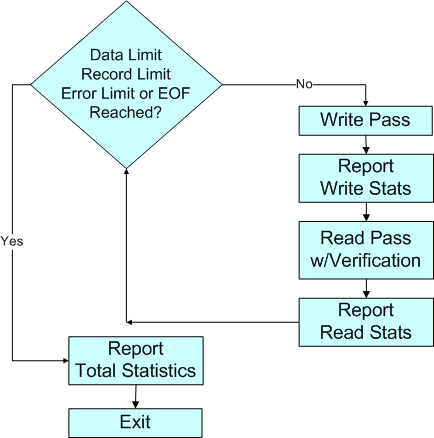 Data Limit
Record Limit
Error Limit or EOF
Reached?
No
Write Pass
Report
Write Stats
Yes
Read Pass
w/Verification
Report
Read Stats
Report
Total Statistics
Exit